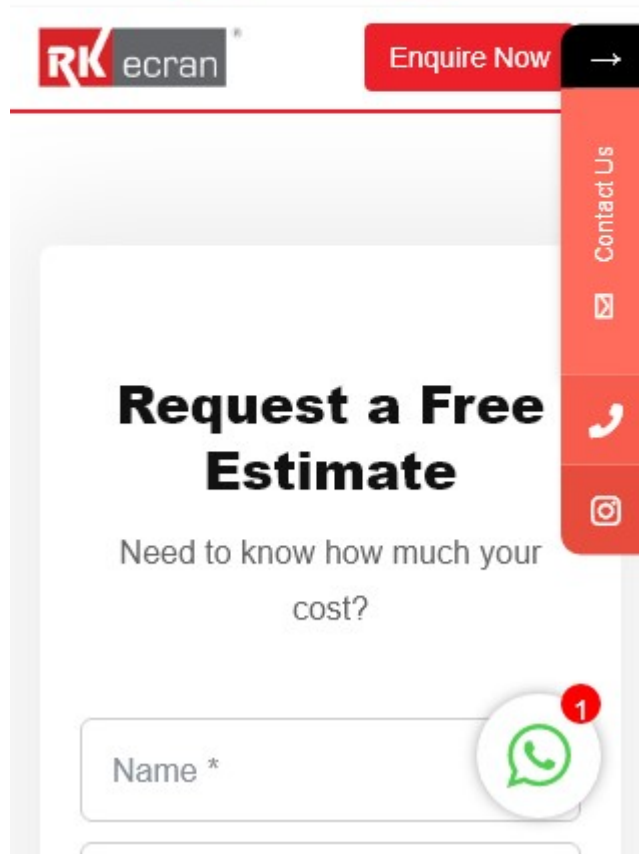 RK ecran ®
Enquire Now
→
Contact Us
Request a Free
Estimate
Need to know how much your
cost?
Name *
1